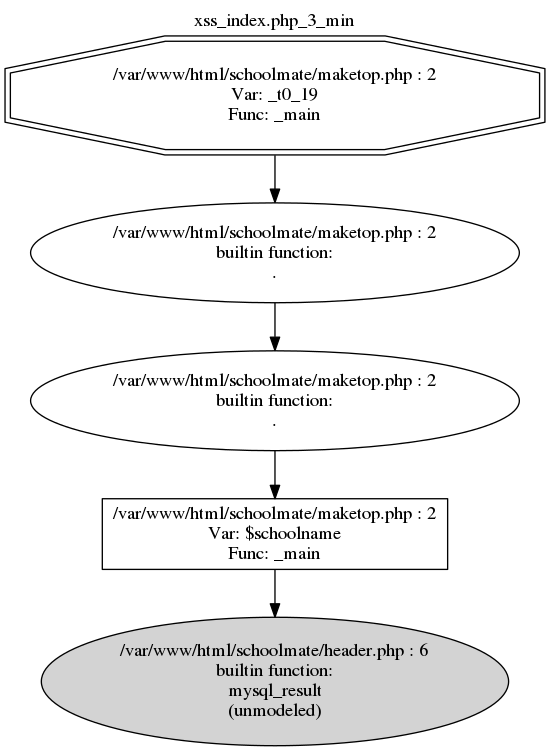 xss_index.php_3_min
/var/www/html/schoolmate/maketop.php : 2
Var: _t0_19
Func: _main
/var/www/html/schoolmate/maketop.php : 2
builtin function:
.
/var/www/html/schoolmate/maketop.php : 2
builtin function:
.
/var/www/html/schoolmate/maketop.php : 2
Var: $schoolname
Func: _main
/var/www/html/schoolmate/header.php : 6
builtin function:
mysql_result
(unmodeled)